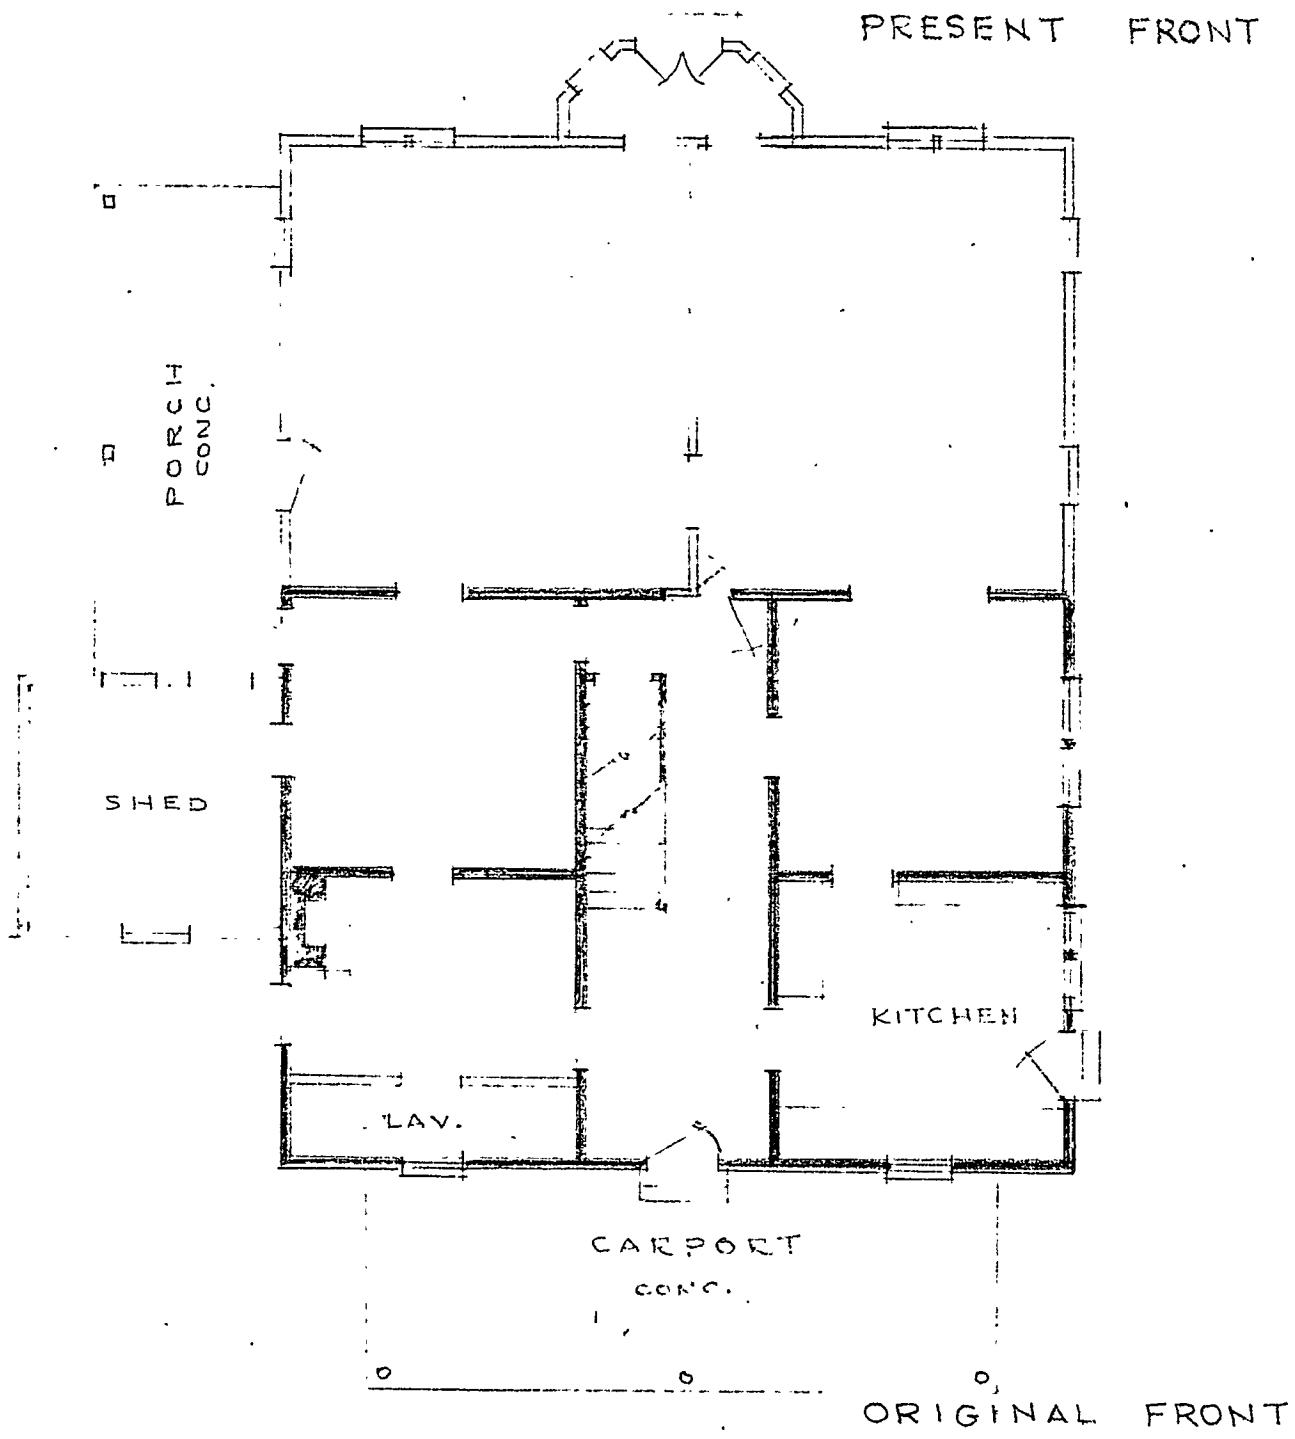 PRESENT FRONT
PORCH
CONC.
SHED
KITCHEN
LAV.
CARPORT
CONC.
ORIGINAL FRONT